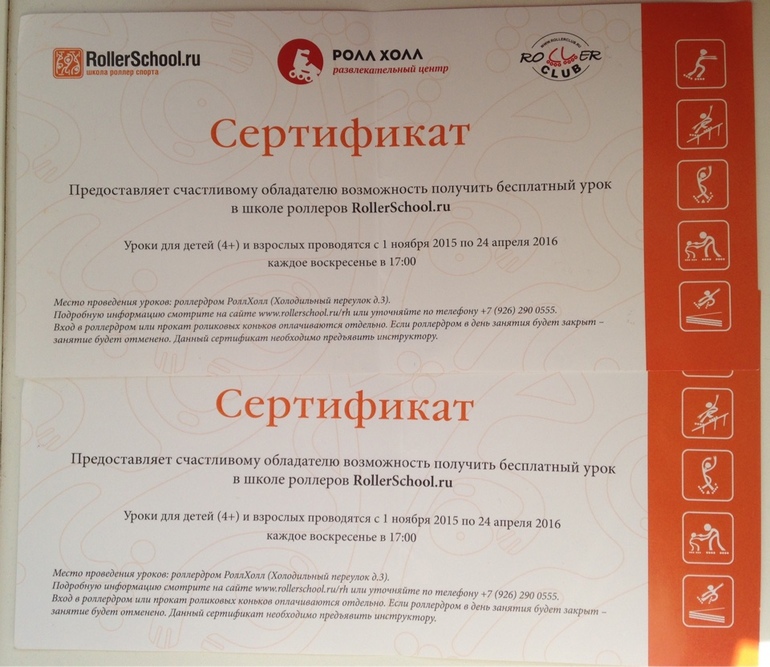 RollerSchool.ru
школа роллер спорта
РОЛЛ ХОЛЛ
развлекательный центр
WWW.ROLLERCLUB.RU
ROLLER
CLUB
Сертификат
Предоставляет счастливому обладателю возможность получить бесплатный урок
в школе роллеров RollerSchool.ru
Уроки для детей (4+) и взрослых проводятся с 1 ноября 2015 по 24 апреля 2016
каждое воскресенье в 17:00
Место проведения уроков: роллердром РоллХолл (Холодильный переулок д.3).
Подробную информацию смотрите на сайте www.rollerschool.ru/rh или уточняйте по телефону +7 (926) 290 0555.
Вход в роллердром или прокат роликовых коньков оплачиваются отдельно. Если роллердром в день занятия будет закрыт –
занятие будет отменено. Данный сертификат необходимо предъявить инструктору.
Сертификат
Предоставляет счастливому обладателю возможность получить бесплатный урок
в школе роллеров RollerSchool.ru
Уроки для детей (4+) и взрослых проводятся с 1 ноября 2015 по 24 апреля 2016
каждое воскресенье в 17:00
Место проведения уроков: роллердром РоллХолл (Холодильный переулок д.3).
Подробную информацию смотрите на сайте www.rollerschool.ru/rh или уточняйте по телефону +7 (926) 290 0555.
Вход в роллердром или прокат роликовых коньков оплачиваются отдельно. Если роллердром в день занятия будет закрыт –
занятие будет отменено. Данный сертификат необходимо предъявить инструктору.